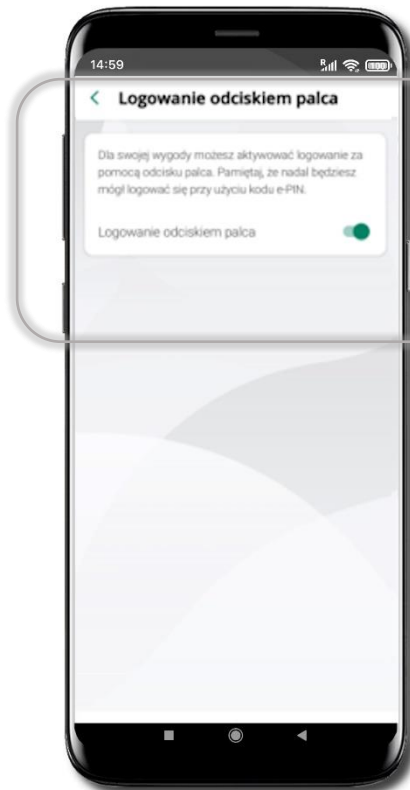 14:59
R
100
Logowanie odciskiem palca
Dla swojej wygody możesz aktywować logowanie za
pomocą odcisku palca. Pamiętaj, że nadal będziesz
mógł logować się przy użyciu kodu e-PIN.
Logowanie odciskiem palca